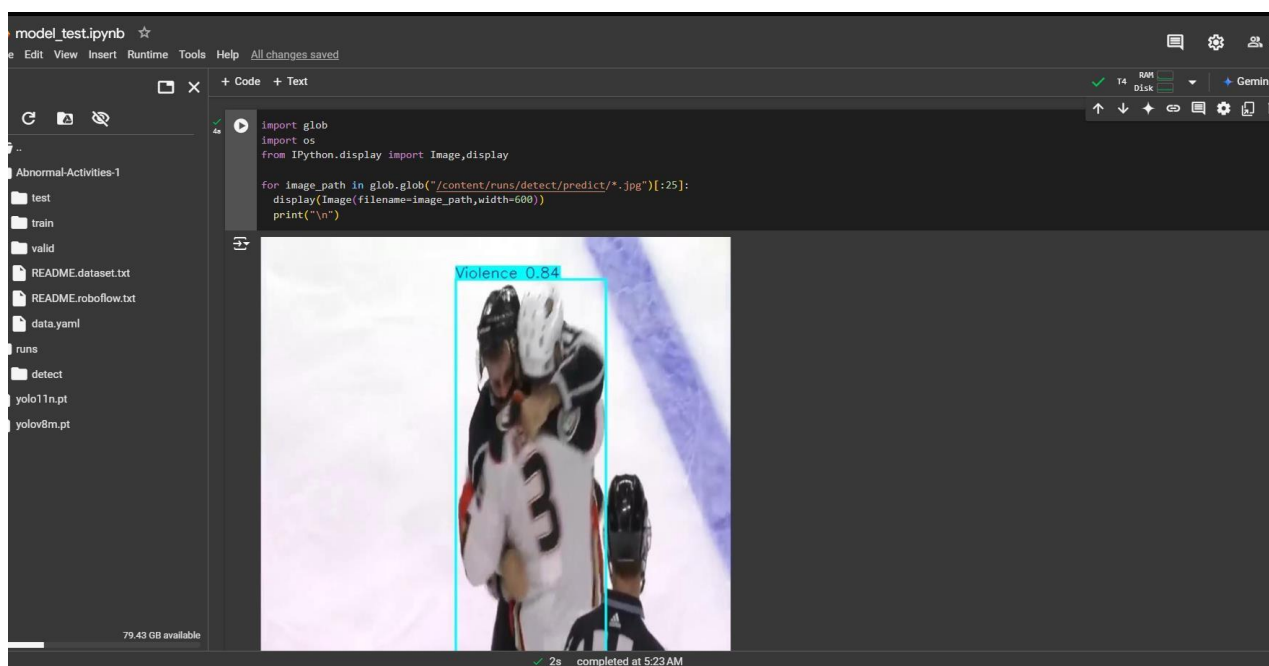 model_test.ipynb
e Edit View Insert Runtime Tools Help All changes saved
+ Code + Text
T4 RAM Disk
Gemin
..
Abnormal-Activities-1
test
train
valid
README.dataset.txt
README.roboflow.txt
data.yaml
runs
detect
yolo11n.pt
yolov8m.pt
79.43 GB available
4s
import glob
import os
from IPython.display import Image,display
for image_path in glob.glob("/content/runs/detect/predict/*.jpg")[:25]:
display(Image(filename=image_path,width=600))
print("\n")
Violence 0.84
3
2s completed at 5:23 AM